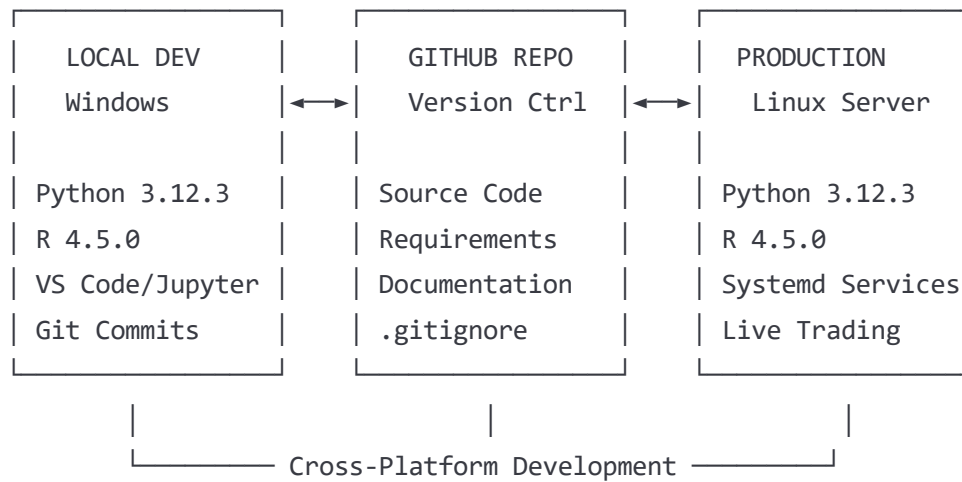 LOCAL DEV GITHUB REPO PRODUCTION
Windows Version Ctrl Linux Server
Python 3.12.3 Source Code Python 3.12.3
R 4.5.0 Requirements R 4.5.0
VS Code/Jupyter Documentation Systemd Services
Git Commits .gitignore Live Trading
Cross-Platform Development